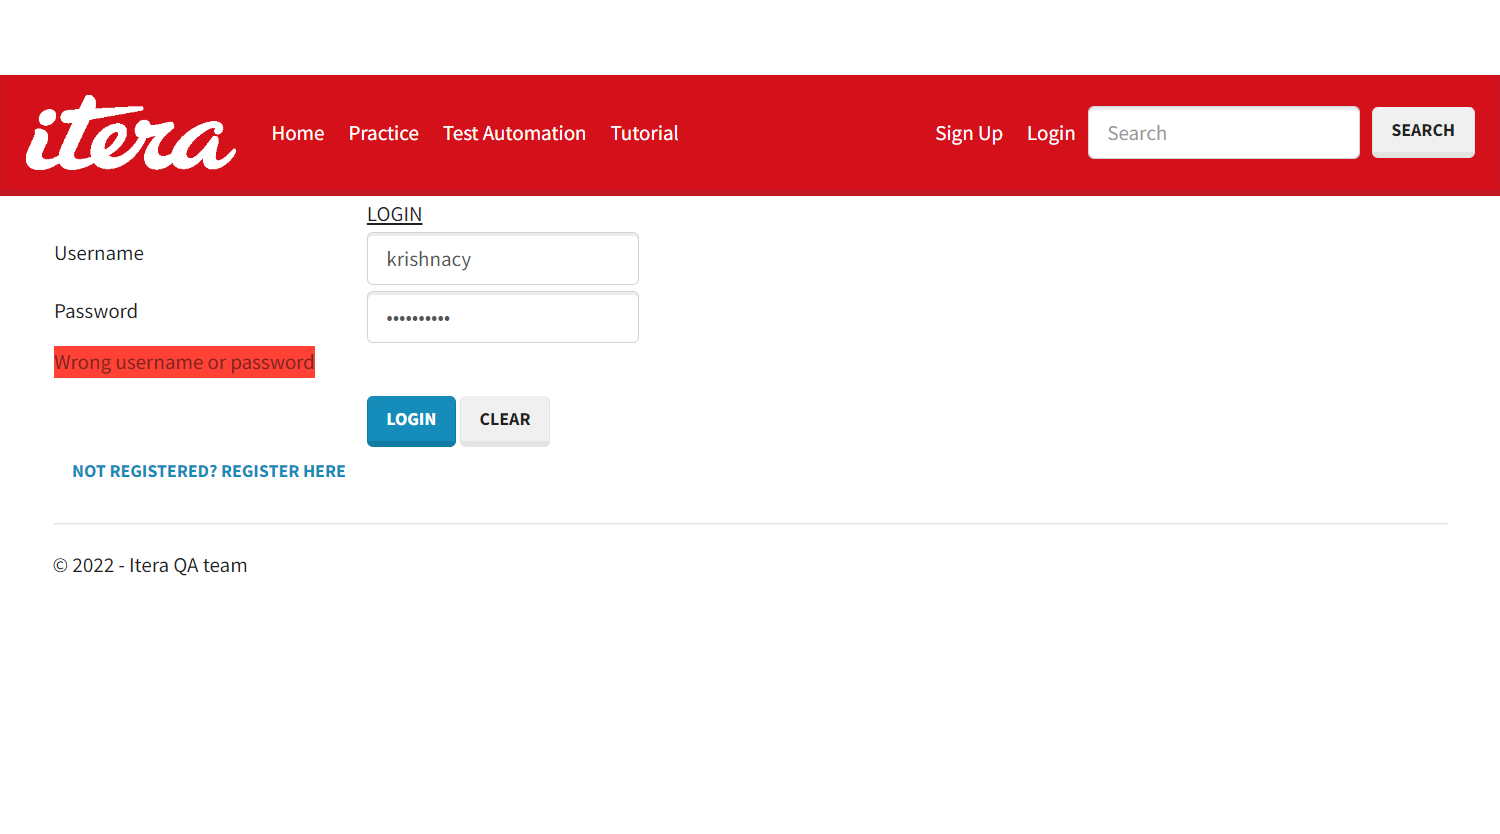 itera Home Practice Test Automation Tutorial Sign Up Login Search SEARCH
LOGIN
Username krishnacy
Password ••••••••••
Wrong username or password
LOGIN CLEAR
NOT REGISTERED? REGISTER HERE
© 2022 - Itera QA team